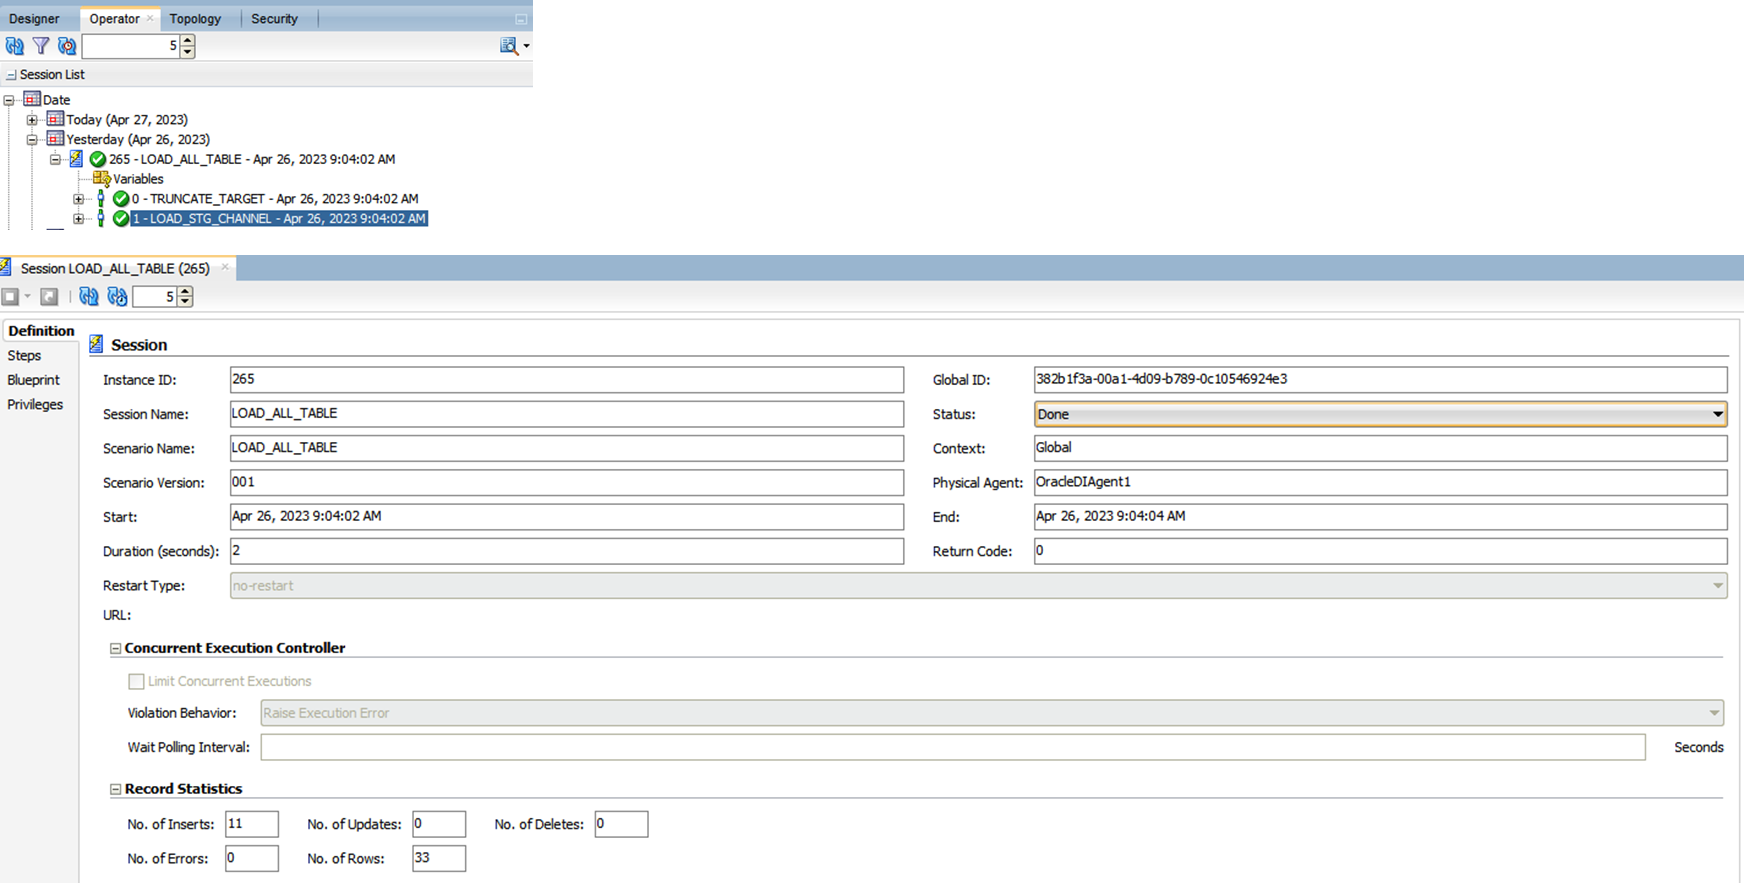 Designer Operator Topology Security
5
Session List
Date
Today (Apr 27, 2023)
Yesterday (Apr 26, 2023)
265 - LOAD_ALL_TABLE - Apr 26, 2023 9:04:02 AM
Variables
0 - TRUNCATE_TARGET - Apr 26, 2023 9:04:02 AM
1 - LOAD_STG_CHANNEL - Apr 26, 2023 9:04:02 AM
Session LOAD_ALL_TABLE (265)
5
Definition
Steps
Blueprint
Privileges
Session
Instance ID: 265 Global ID: 382b1f3a-00a1-4d09-b789-0c10546924e3
Session Name: LOAD_ALL_TABLE Status: Done
Scenario Name: LOAD_ALL_TABLE Context: Global
Scenario Version: 001 Physical Agent: OracleDIAgent1
Start: Apr 26, 2023 9:04:02 AM End: Apr 26, 2023 9:04:04 AM
Duration (seconds): 2 Return Code: 0
Restart Type: no-restart
URL:
Concurrent Execution Controller
Limit Concurrent Executions
Violation Behavior: Raise Execution Error
Wait Polling Interval: Seconds
Record Statistics
No. of Inserts: 11 No. of Updates: 0 No. of Deletes: 0
No. of Errors: 0 No. of Rows: 33